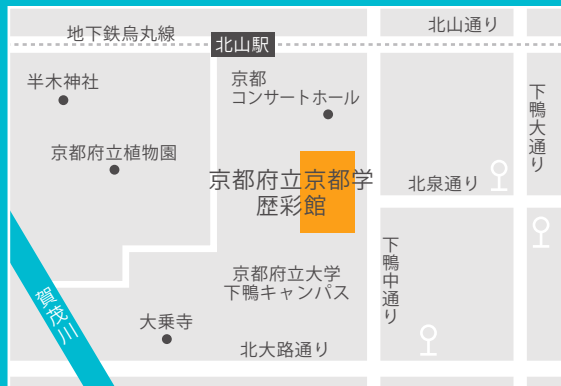 地下鉄烏丸線
北山通り
北山駅
半木神社
京都
コンサートホール
下鴨大通り
京都府立植物園
京都府立京都学
歴彩館
北泉通り
下鴨中通り
京都府立大学
下鴨キャンパス
賀茂川
大乗寺
北大路通り